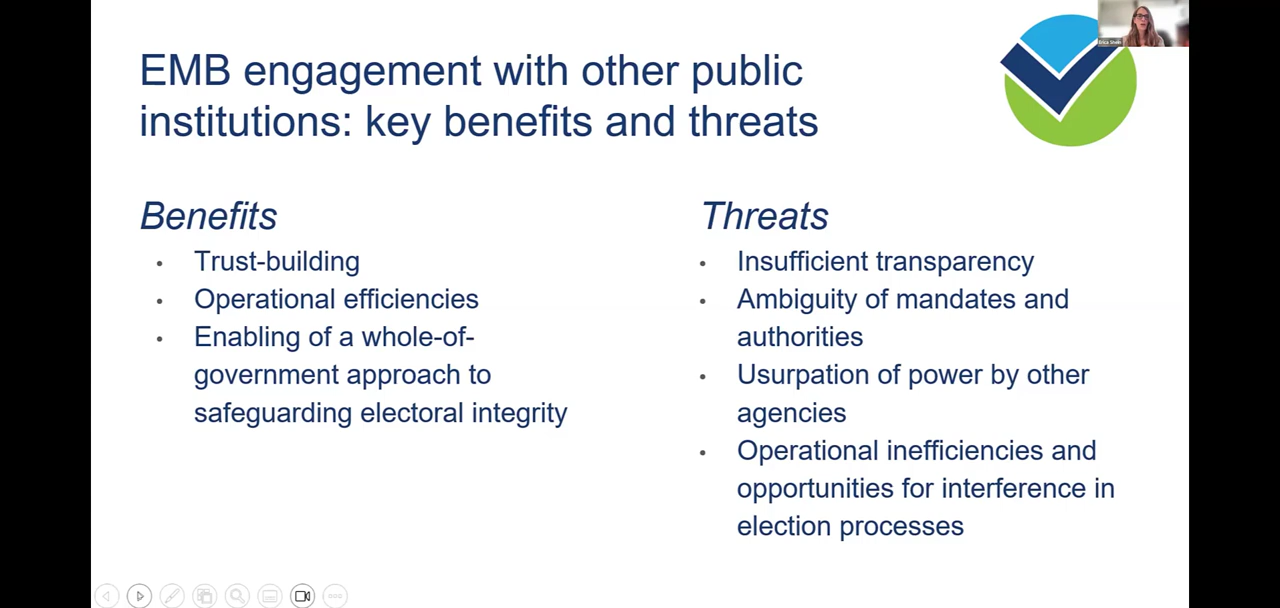 EMB engagement with other public
institutions: key benefits and threats
Benefits
• Trust-building
• Operational efficiencies
• Enabling of a whole-of-
government approach to
safeguarding electoral integrity
Threats
• Insufficient transparency
• Ambiguity of mandates and
authorities
• Usurpation of power by other
agencies
• Operational inefficiencies and
opportunities for interference in
election processes